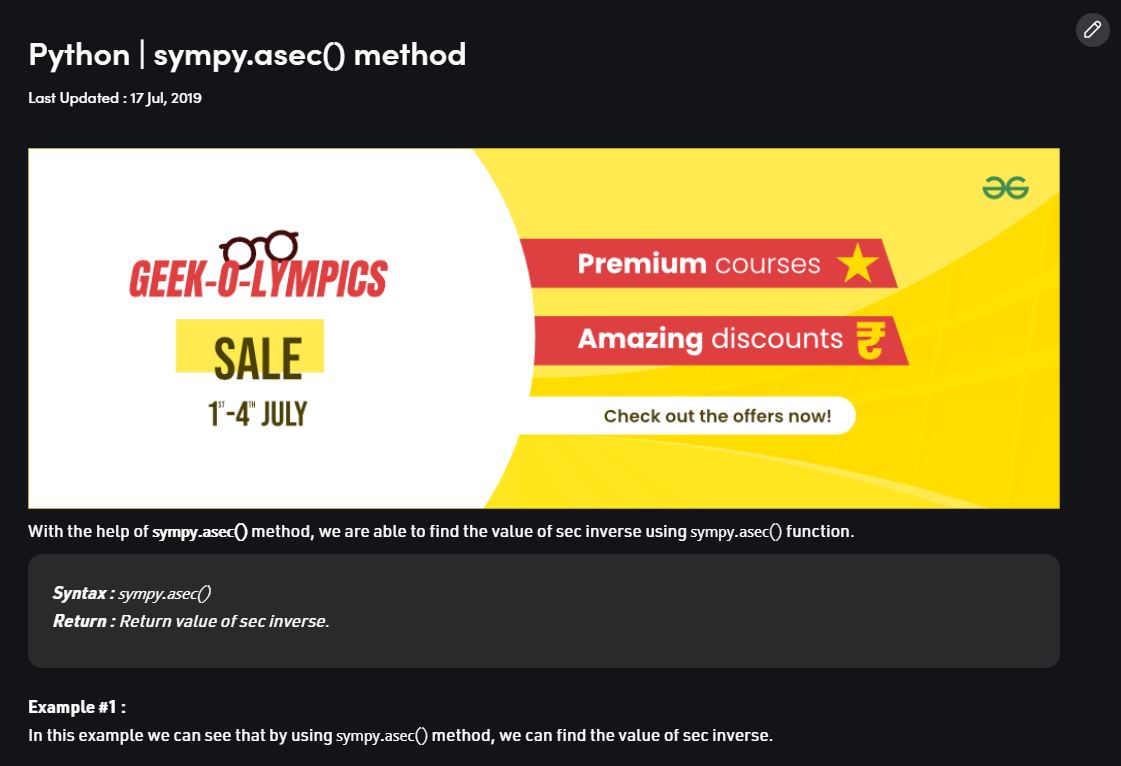 Python | sympy.asec() method
Last Updated : 17 Jul, 2019
GEEK-O-LYMPICS
SALE
1ST-4TH JULY
Premium courses
Amazing discounts
Check out the offers now!
With the help of sympy.asec() method, we are able to find the value of sec inverse using sympy.asec() function.
Syntax : sympy.asec()
Return : Return value of sec inverse.
Example #1 :
In this example we can see that by using sympy.asec() method, we can find the value of sec inverse.